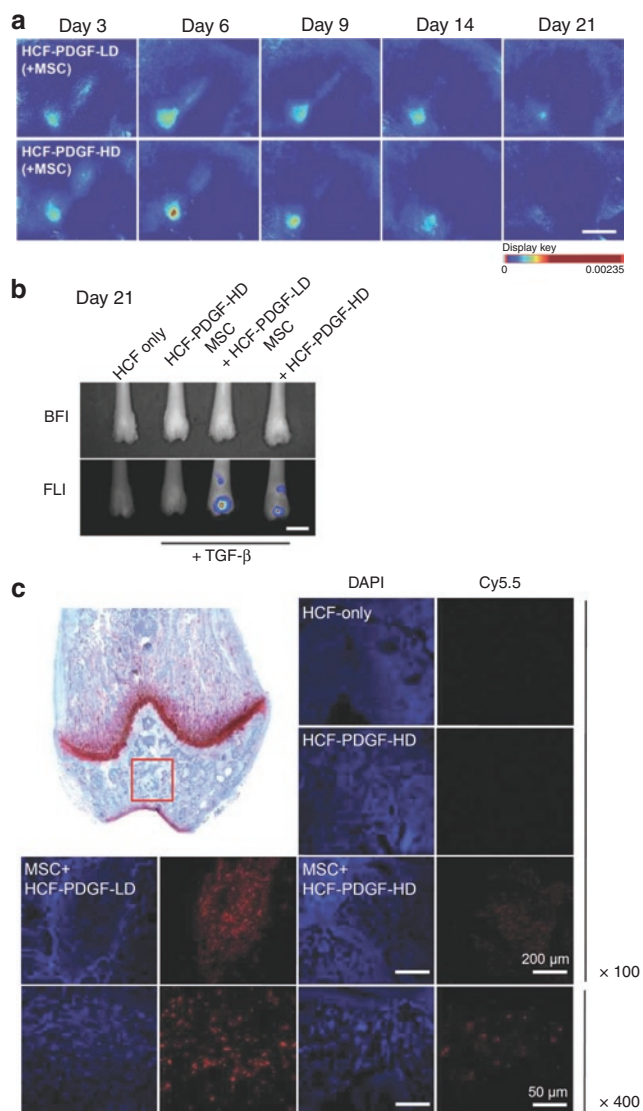 a
Day 3 Day 6 Day 9 Day 14 Day 21
HCF-PDGF-LD
(+MSC)
HCF-PDGF-HD
(+MSC)
Display key
0 0.00235
b
Day 21
HCF only
HCF-PDGF-HD
MSC
+ HCF-PDGF-LD
MSC
+ HCF-PDGF-HD
BFI
FLI
+ TGF-β
c
DAPI Cy5.5
HCF-only
HCF-PDGF-HD
MSC+
HCF-PDGF-LD
MSC+
HCF-PDGF-HD
200 μm
× 100
50 μm
× 400